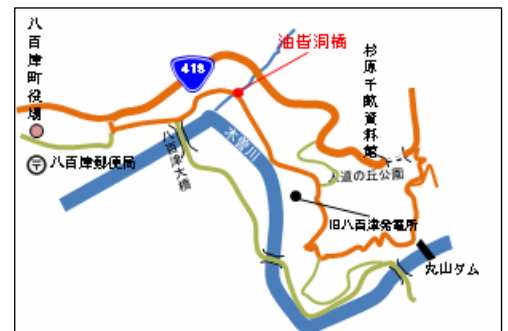 八百津町役場
418
油皆洞橋
杉原千畝資料館
八百津郵便局
八百津大橋
木曽川
人道の丘公園
旧八百津発電所
丸山ダム